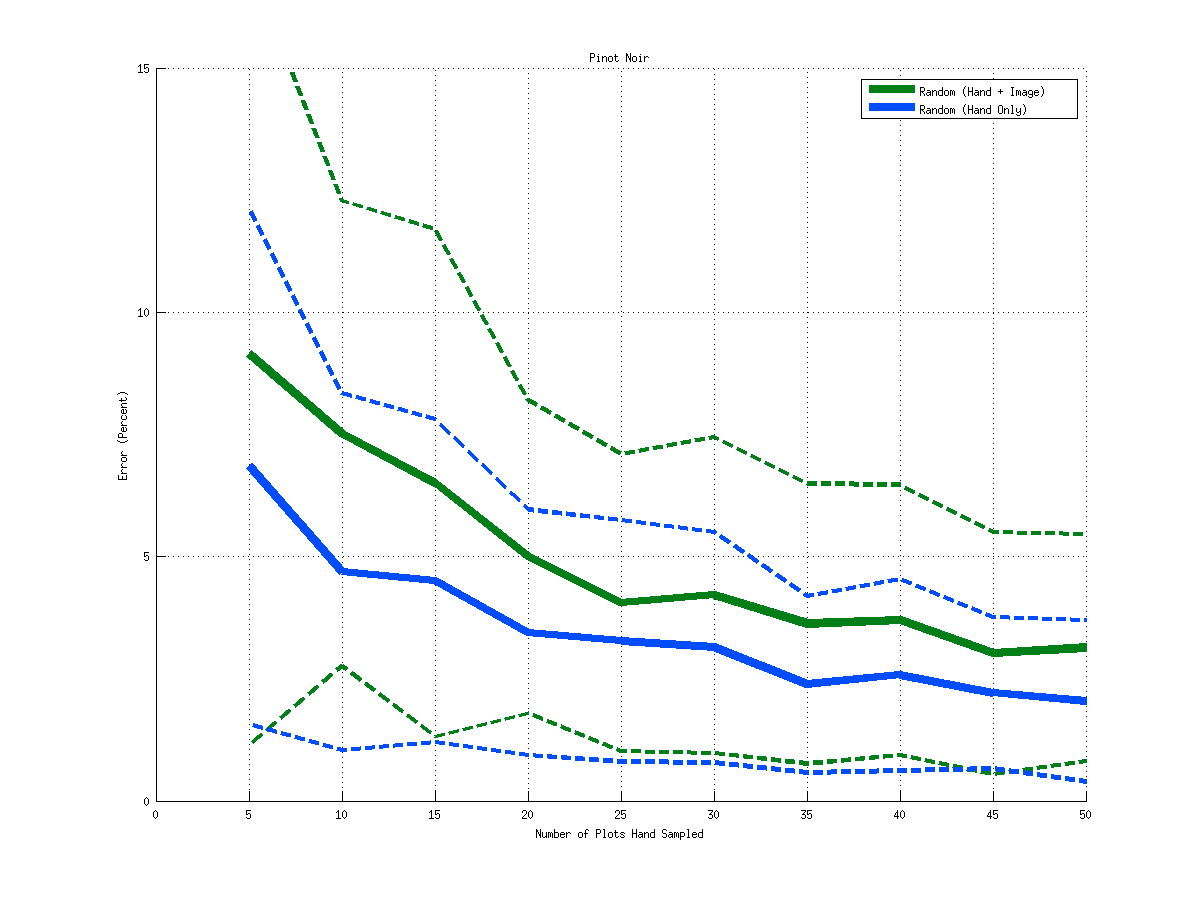 Pinot Noir
Random (Hand + Image)
Random (Hand Only)
15
10
5
0
Error (Percent)
0 5 10 15 20 25 30 35 40 45 50
Number of Plots Hand Sampled